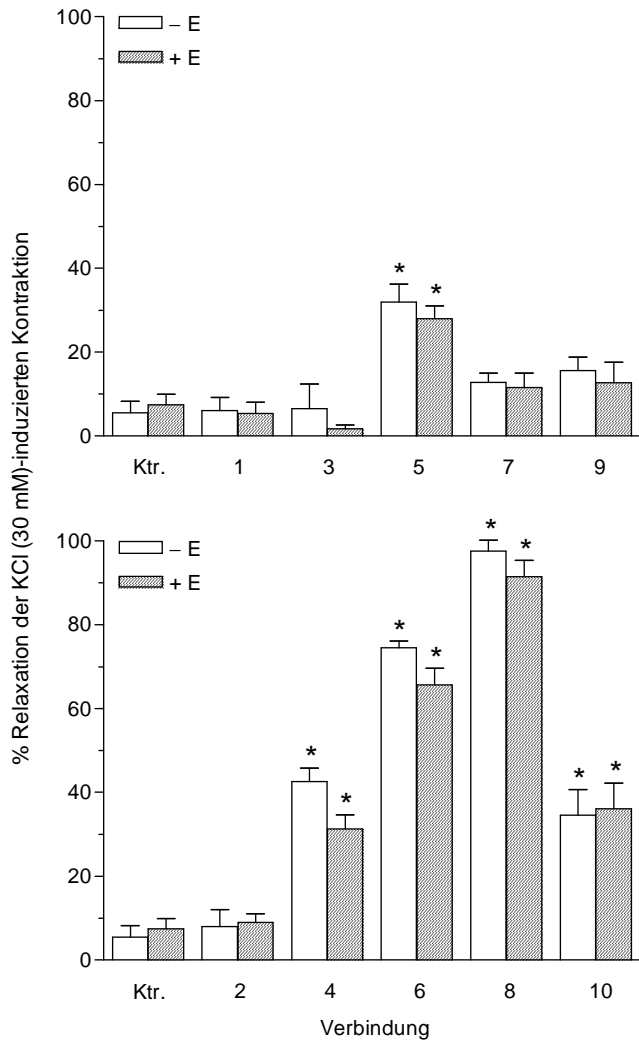 % Relaxation der KCl (30 mM)-induzierten Kontraktion
100
80
60
40
20
0
– E
+ E
* *
Ktr. 1 3 5 7 9
100
80
60
40
20
0
– E
+ E
* *
* *
* *
* *
Ktr. 2 4 6 8 10
Verbindung